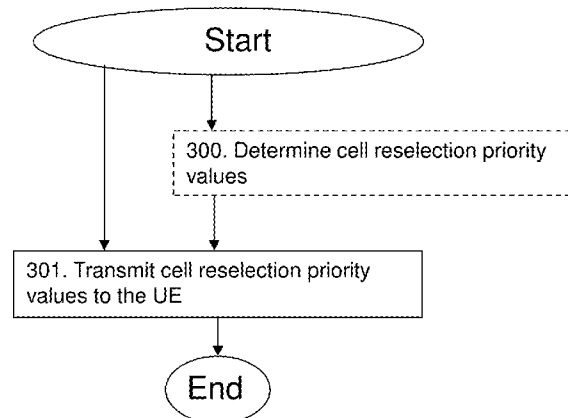 Start
300. Determine cell reselection priority
values
301. Transmit cell reselection priority
values to the UE
End